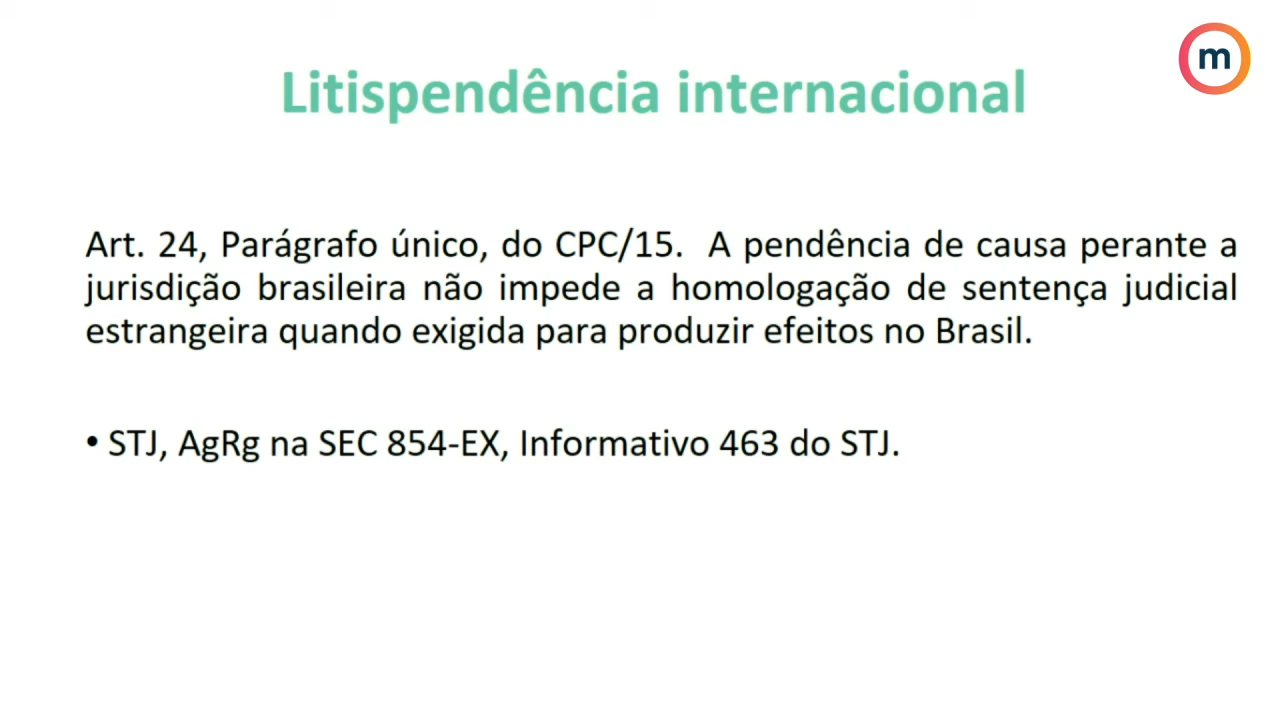 m
Litispendência internacional
Art. 24, Parágrafo único, do CPC/15. A pendência de causa perante a
jurisdição brasileira não impede a homologação de sentença judicial
estrangeira quando exigida para produzir efeitos no Brasil.
• STJ, AgRg na SEC 854-EX, Informativo 463 do STJ.